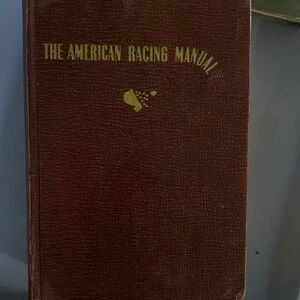 THE AMERICAN RACING MANUAL